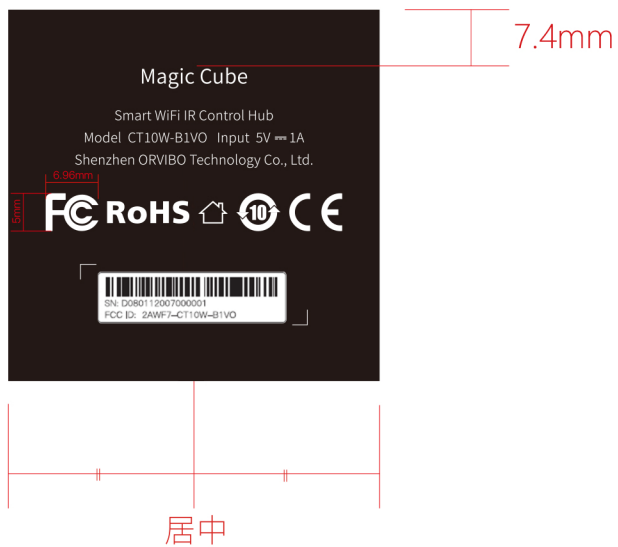 7.4mm
Magic Cube
Smart WiFi IR Control Hub
Model CT10W-B1VO Input 5V ⎓ 1A
Shenzhen ORVIBO Technology Co., Ltd.
6.96mm
5mm
FC RoHS 10 CE
SN: D080112007000001
FCC ID: 2AWF7-CT10W-B1VO
居中